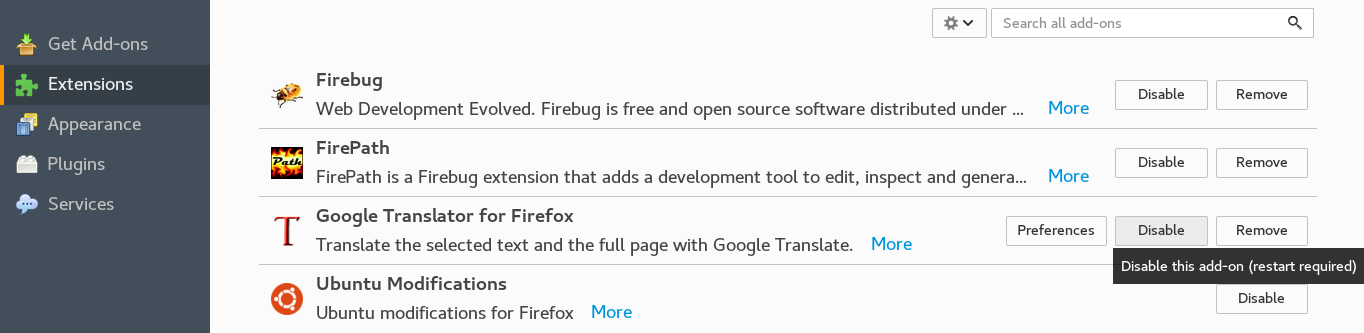 Get Add-ons
Extensions
Appearance
Plugins
Services
Search all add-ons
Firebug
Web Development Evolved. Firebug is free and open source software distributed under ... More
Disable Remove
Path
FirePath
FirePath is a Firebug extension that adds a development tool to edit, inspect and genera... More
Disable Remove
T
Google Translator for Firefox
Translate the selected text and the full page with Google Translate. More
Preferences Disable Remove
Disable this add-on (restart required)
Ubuntu Modifications
Ubuntu modifications for Firefox More
Disable